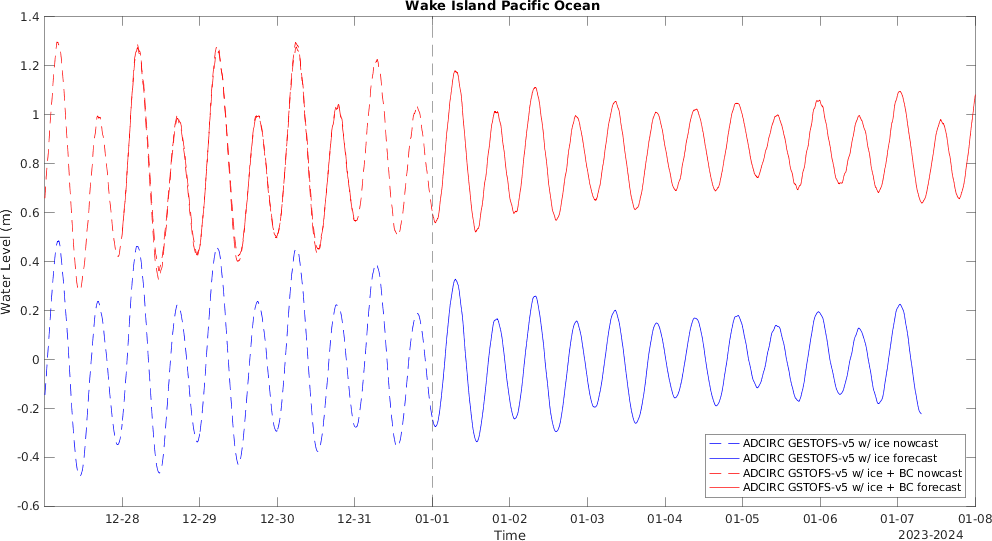 Wake Island Pacific Ocean
1.4
1.2
1
0.8
0.6
0.4
0.2
0
-0.2
-0.4
-0.6
Water Level (m)
ADCIRC GESTOFS-v5 w/ ice nowcast
ADCIRC GESTOFS-v5 w/ ice forecast
ADCIRC GSTOFS-v5 w/ ice + BC nowcast
ADCIRC GSTOFS-v5 w/ ice + BC forecast
12-28 12-29 12-30 12-31 01-01 01-02 01-03 01-04 01-05 01-06 01-07 01-08
Time
2023-2024